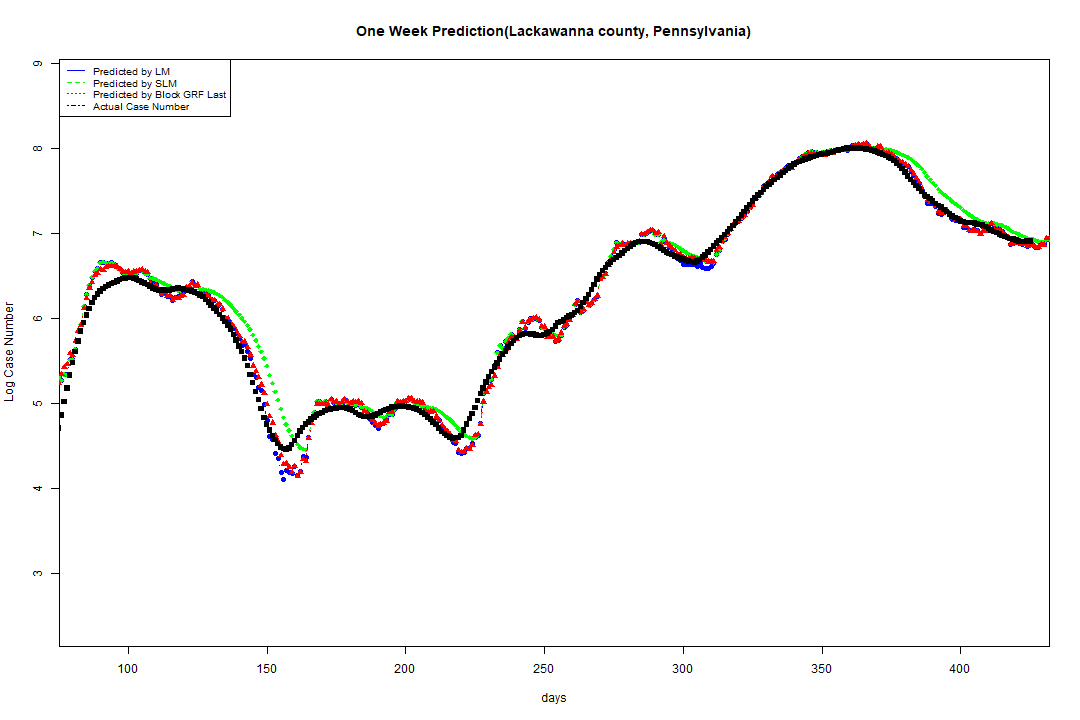 One Week Prediction(Lackawanna county, Pennsylvania)
Predicted by LM
Predicted by SLM
Predicted by Block GRF Last
Actual Case Number
9
8
7
6
5
4
3
Log Case Number
100 150 200 250 300 350 400
days